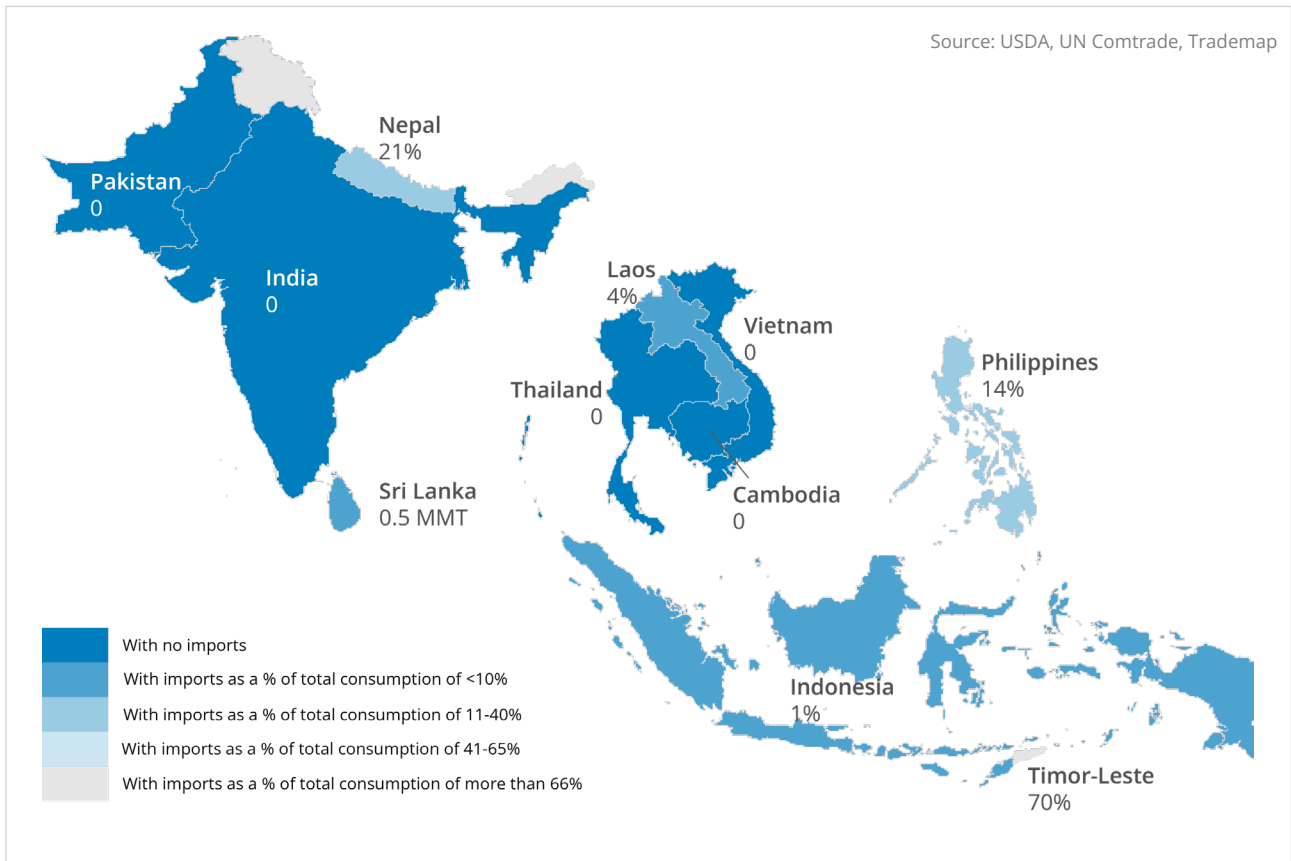 Source: USDA, UN Comtrade, Trademap
Nepal
21%
Pakistan
0
India
0
Laos
4%
Vietnam
0
Philippines
14%
Thailand
0
Sri Lanka
0.5 MMT
Cambodia
0
With no imports
With imports as a % of total consumption of <10%
With imports as a % of total consumption of 11-40%
With imports as a % of total consumption of 41-65%
With imports as a % of total consumption of more than 66%
Indonesia
1%
Timor-Leste
70%